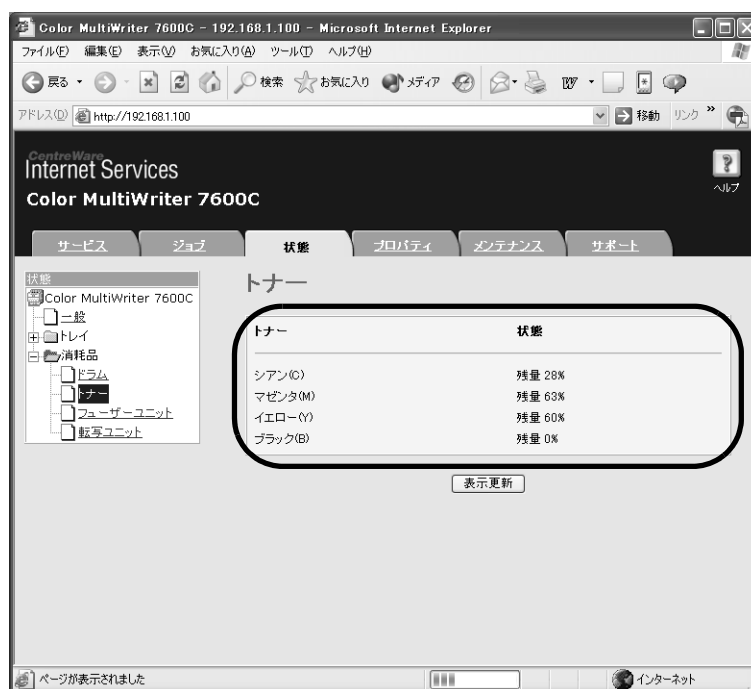 Color MultiWriter 7600C - 192.168.1.100 - Microsoft Internet Explorer
ファイル(F) 編集(E) 表示(V) お気に入り(A) ツール(T) ヘルプ(H)
戻る 検索 お気に入り メディア
アドレス(D) http://192.168.1.100 移動 リンク »
CentreWare
Internet Services
Color MultiWriter 7600C
ヘルプ
サービス ジョブ 状態 プロパティ メンテナンス サポート
状態
Color MultiWriter 7600C
一般
トレイ
消耗品
ドラム
トナー
フューザーユニット
転写ユニット
トナー
トナー 状態
シアン(C) 残量 28%
マゼンタ(M) 残量 63%
イエロー(Y) 残量 60%
ブラック(B) 残量 0%
表示更新
ページが表示されました インターネット